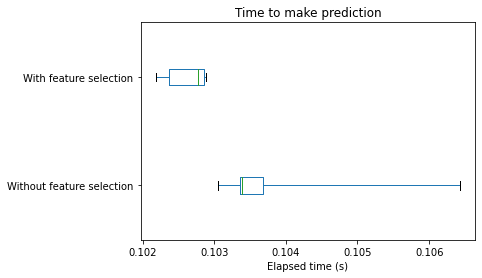 Time to make prediction
With feature selection
Without feature selection
0.102 0.103 0.104 0.105 0.106
Elapsed time (s)